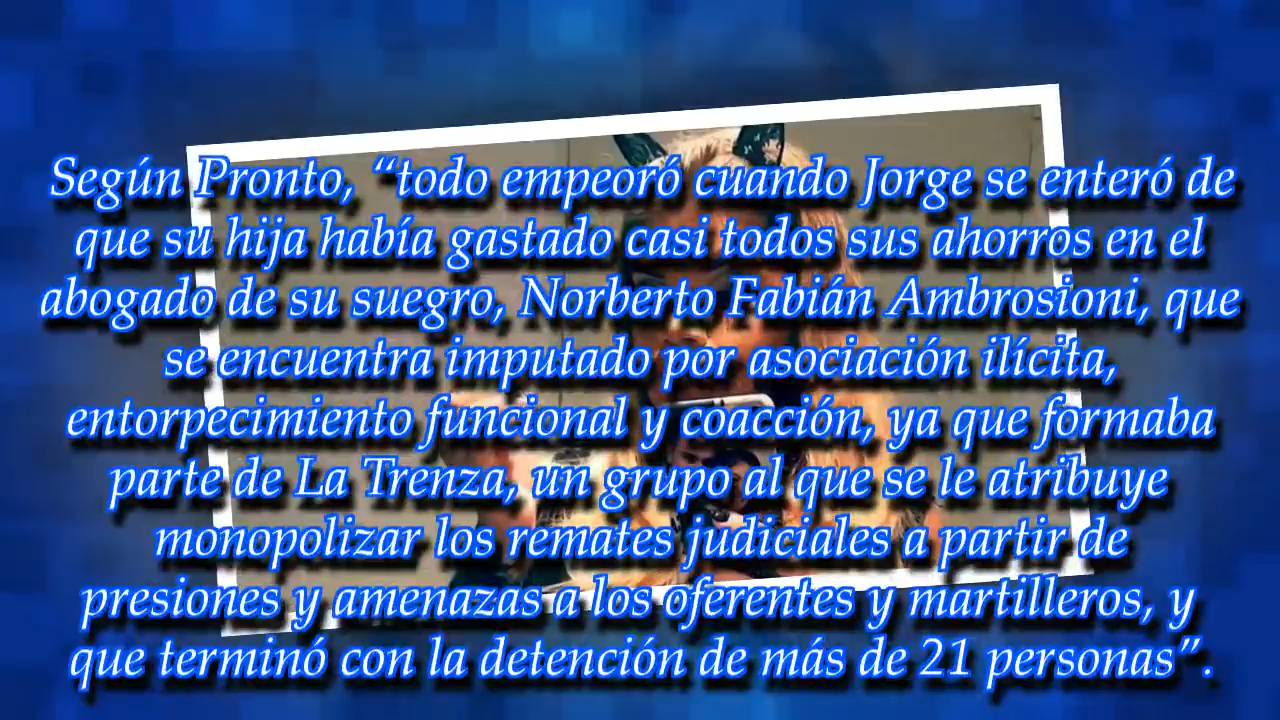 Según Pronto, “todo empeoró cuando Jorge se enteró de
que su hija había gastado casi todos sus ahorros en el
abogado de su suegro, Norberto Fabián Ambrosioni, que
se encuentra imputado por asociación ilícita,
entorpecimiento funcional y coacción, ya que formaba
parte de La Trenza, un grupo al que se le atribuye
monopolizar los remates judiciales a partir de
presiones y amenazas a los oferentes y martilleros, y
que terminó con la detención de más de 21 personas”.